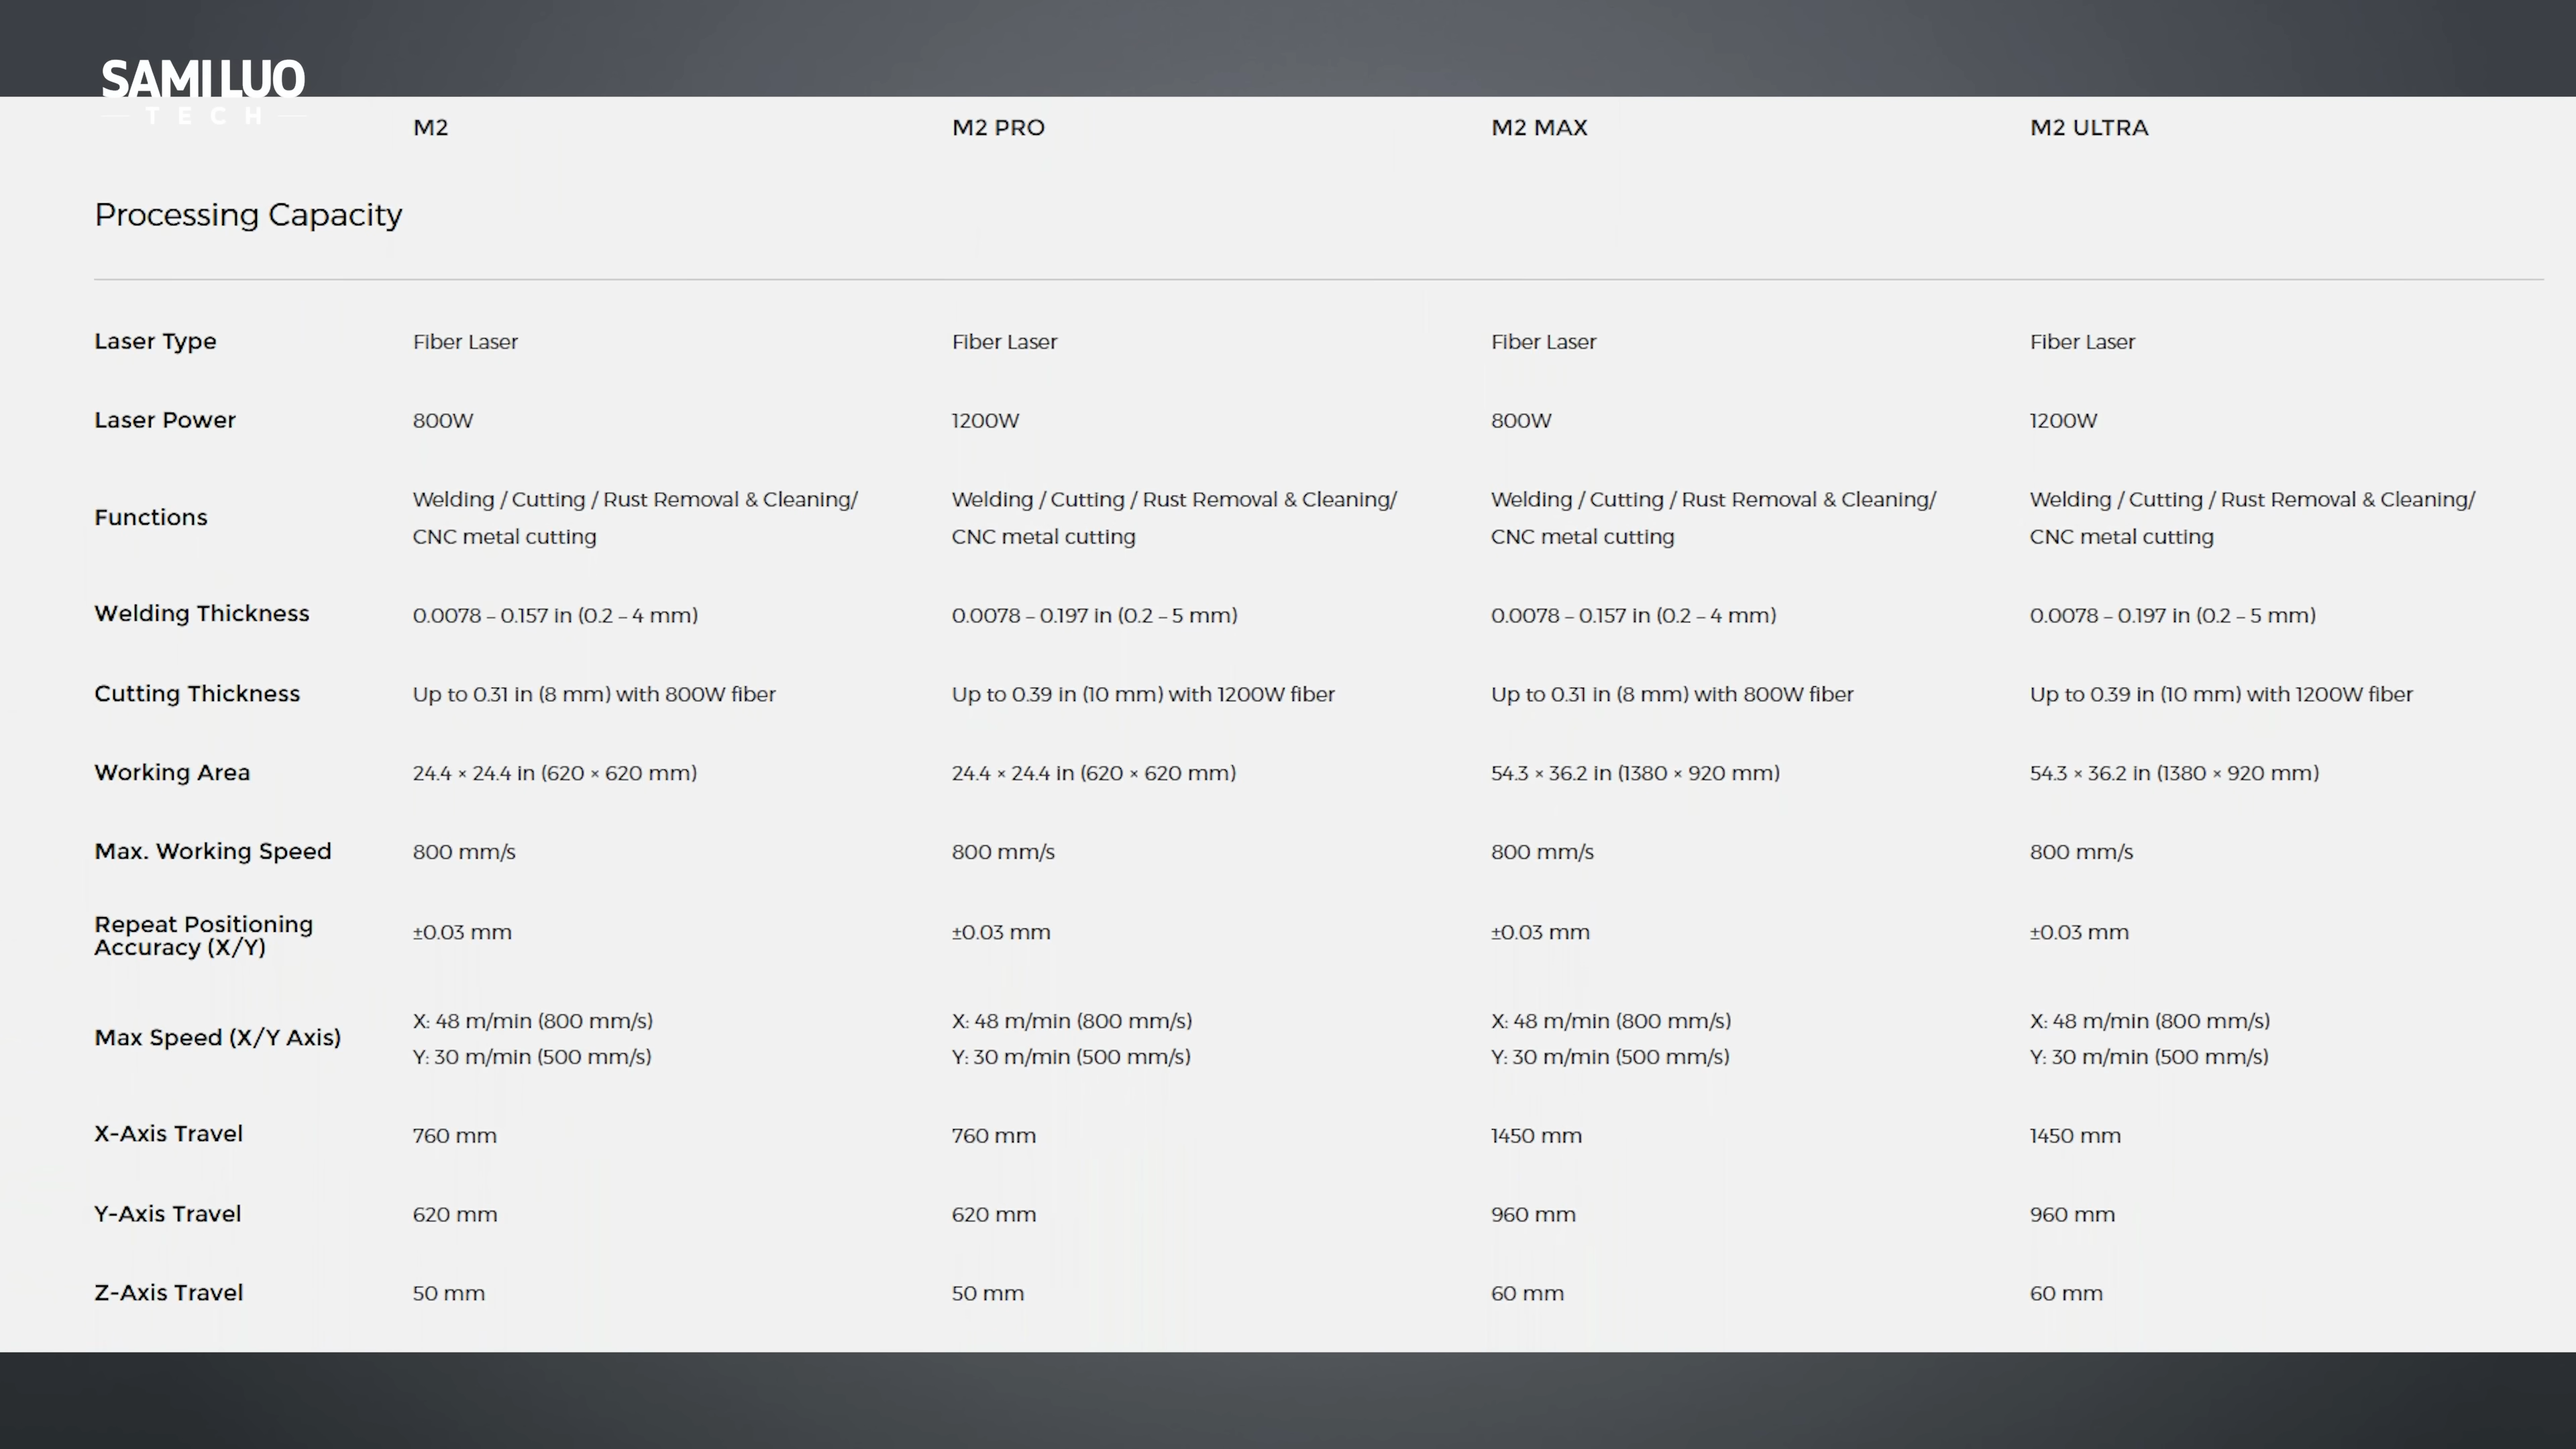 SAMI LUO
TECH
M2 M2 PRO M2 MAX M2 ULTRA
Processing Capacity
Laser Type Fiber Laser Fiber Laser Fiber Laser Fiber Laser
Laser Power 800W 1200W 800W 1200W
Functions
Welding / Cutting / Rust Removal & Cleaning/ Welding / Cutting / Rust Removal & Cleaning/ Welding / Cutting / Rust Removal & Cleaning/ Welding / Cutting / Rust Removal & Cleaning/
CNC metal cutting CNC metal cutting CNC metal cutting CNC metal cutting
Welding Thickness 0.0078 – 0.157 in (0.2 – 4 mm) 0.0078 – 0.197 in (0.2 – 5 mm) 0.0078 – 0.157 in (0.2 – 4 mm) 0.0078 – 0.197 in (0.2 – 5 mm)
Cutting Thickness Up to 0.31 in (8 mm) with 800W fiber Up to 0.39 in (10 mm) with 1200W fiber Up to 0.31 in (8 mm) with 800W fiber Up to 0.39 in (10 mm) with 1200W fiber
Working Area 24.4 × 24.4 in (620 × 620 mm) 24.4 × 24.4 in (620 × 620 mm) 54.3 × 36.2 in (1380 × 920 mm) 54.3 × 36.2 in (1380 × 920 mm)
Max. Working Speed 800 mm/s 800 mm/s 800 mm/s 800 mm/s
Repeat Positioning
Accuracy (X/Y) ±0.03 mm ±0.03 mm ±0.03 mm ±0.03 mm
Max Speed (X/Y Axis)
X: 48 m/min (800 mm/s) X: 48 m/min (800 mm/s) X: 48 m/min (800 mm/s) X: 48 m/min (800 mm/s)
Y: 30 m/min (500 mm/s) Y: 30 m/min (500 mm/s) Y: 30 m/min (500 mm/s) Y: 30 m/min (500 mm/s)
X-Axis Travel 760 mm 760 mm 1450 mm 1450 mm
Y-Axis Travel 620 mm 620 mm 960 mm 960 mm
Z-Axis Travel 50 mm 50 mm 60 mm 60 mm